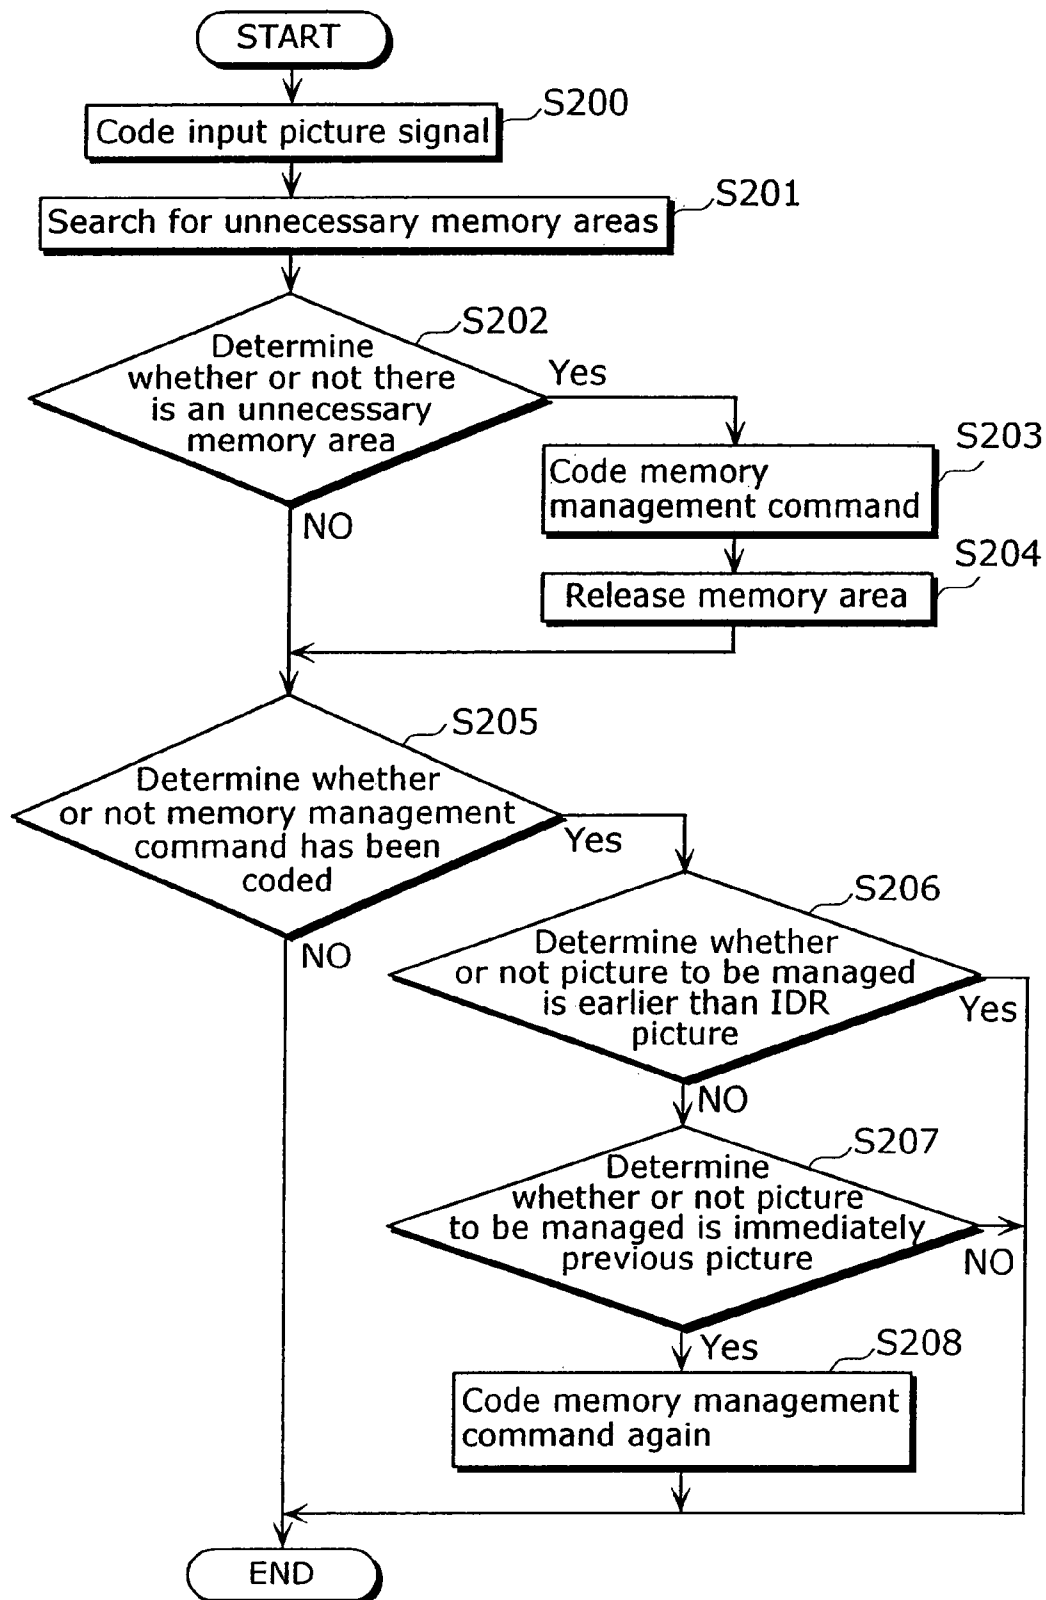 START
S200
Code input picture signal
S201
Search for unnecessary memory areas
S202
Determine
whether or not there
is an unnecessary
memory area
Yes
NO
S203
Code memory
management command
S204
Release memory area
S205
Determine whether
or not memory management
command has been
coded
Yes
NO
S206
Determine whether
or not picture to be managed
is earlier than IDR
picture
Yes
NO
S207
Determine
whether or not picture
to be managed is immediately
previous picture
NO
Yes
S208
Code memory management
command again
END